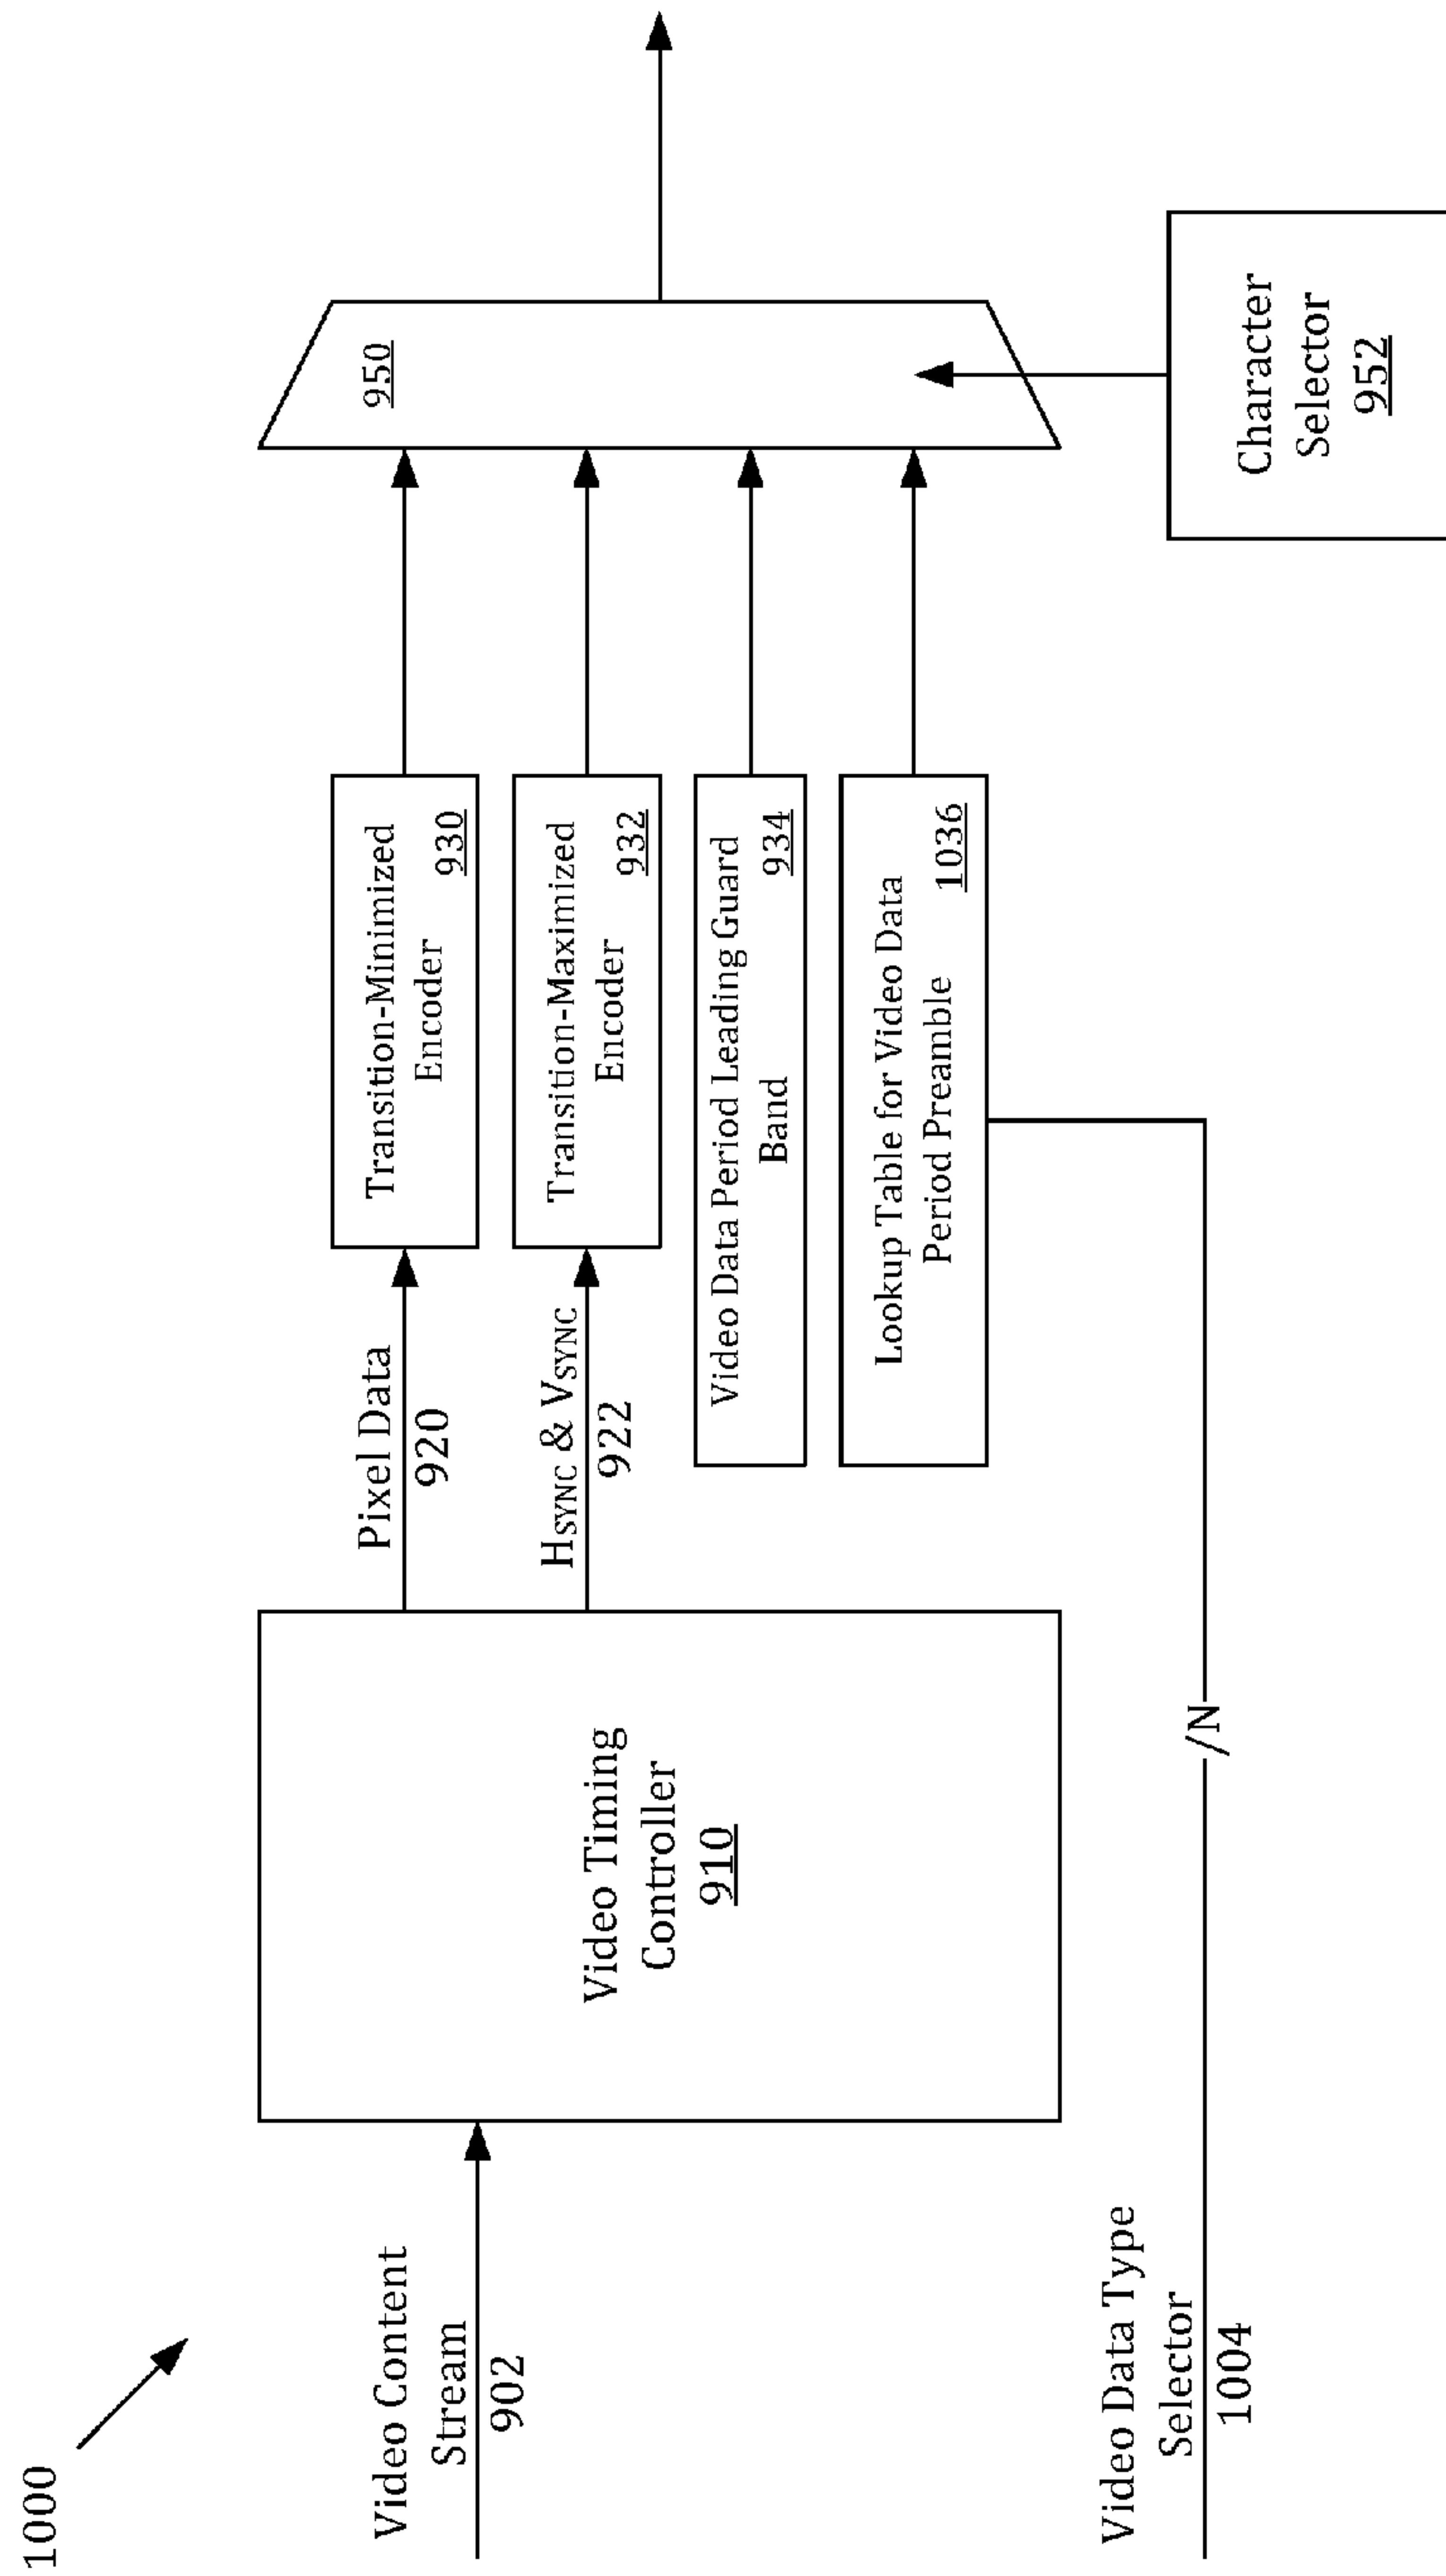 1000
Video Content
Stream
902
Video Timing
Controller
910
Pixel Data
920
HSYNC & VSYNC
922
Transition-Minimized
Encoder
930
Transition-Maximized
Encoder
932
Video Data Period Leading Guard
Band
934
Lookup Table for Video Data
Period Preamble
1036
950
Video Data Type
Selector
1004
/N
Character
Selector
952